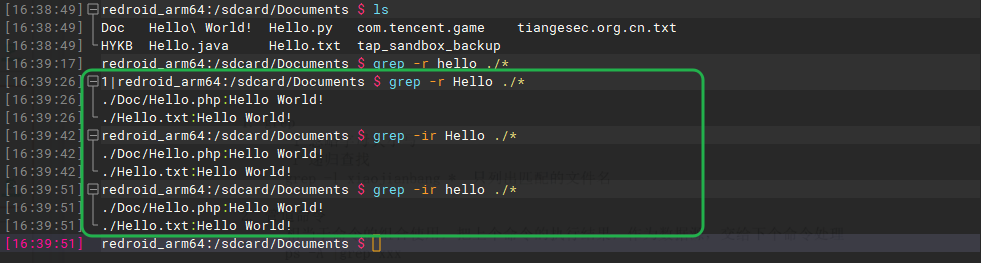 [16:38:49] redroid_arm64:/sdcard/Documents $ ls
[16:38:49] Doc Hello\ World! Hello.py com.tencent.game tiangesec.org.cn.txt
[16:38:49] HYKB Hello.java Hello.txt tap_sandbox_backup
[16:39:17] redroid_arm64:/sdcard/Documents $ grep -r hello ./*
[16:39:26] 1|redroid_arm64:/sdcard/Documents $ grep -r Hello ./*
[16:39:26] ./Doc/Hello.php:Hello World!
[16:39:26] ./Hello.txt:Hello World!
[16:39:42] redroid_arm64:/sdcard/Documents $ grep -ir Hello ./*
[16:39:42] ./Doc/Hello.php:Hello World!
[16:39:42] ./Hello.txt:Hello World!
[16:39:51] redroid_arm64:/sdcard/Documents $ grep -ir hello ./*
[16:39:51] ./Doc/Hello.php:Hello World!
[16:39:51] ./Hello.txt:Hello World!
[16:39:51] redroid_arm64:/sdcard/Documents $